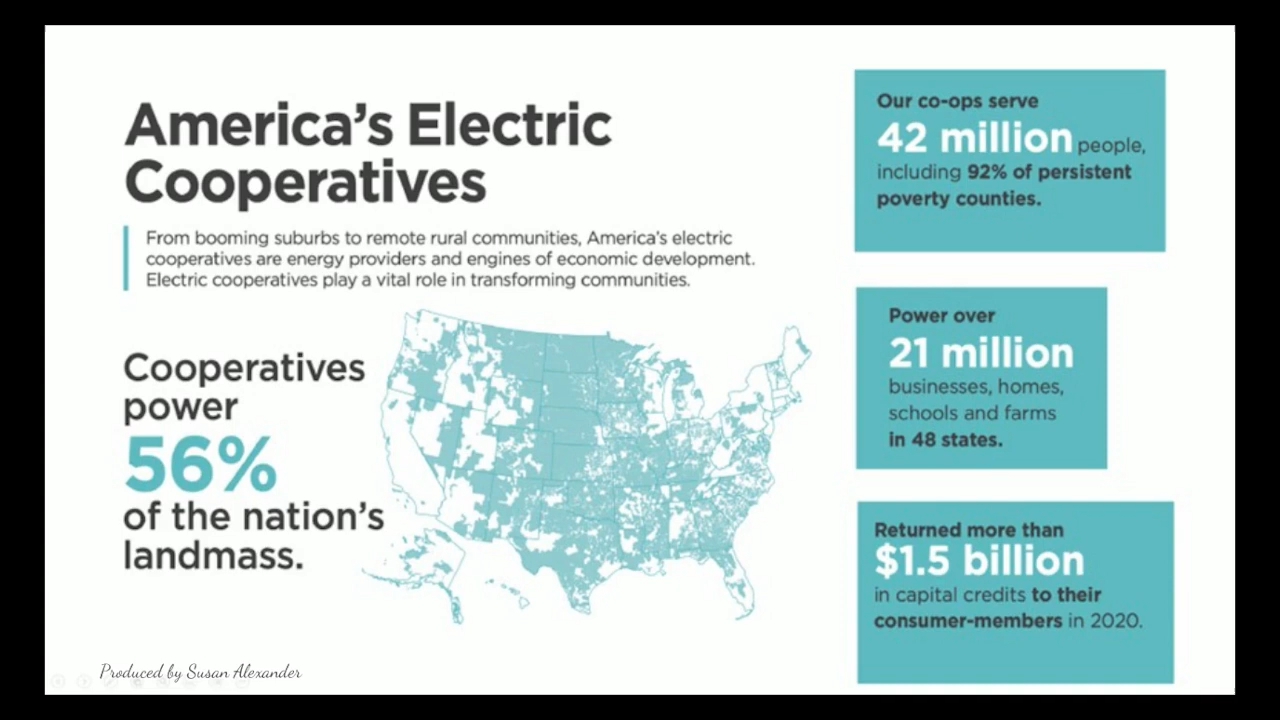 America's Electric
Cooperatives
From booming suburbs to remote rural communities, America's electric
cooperatives are energy providers and engines of economic development.
Electric cooperatives play a vital role in transforming communities.
Cooperatives
power
56%
of the nation's
landmass.
Our co-ops serve
42 million people,
including 92% of persistent
poverty counties.
Power over
21 million
businesses, homes,
schools and farms
in 48 states.
Returned more than
$1.5 billion
in capital credits to their
consumer-members in 2020.
Produced by Susan Alexander